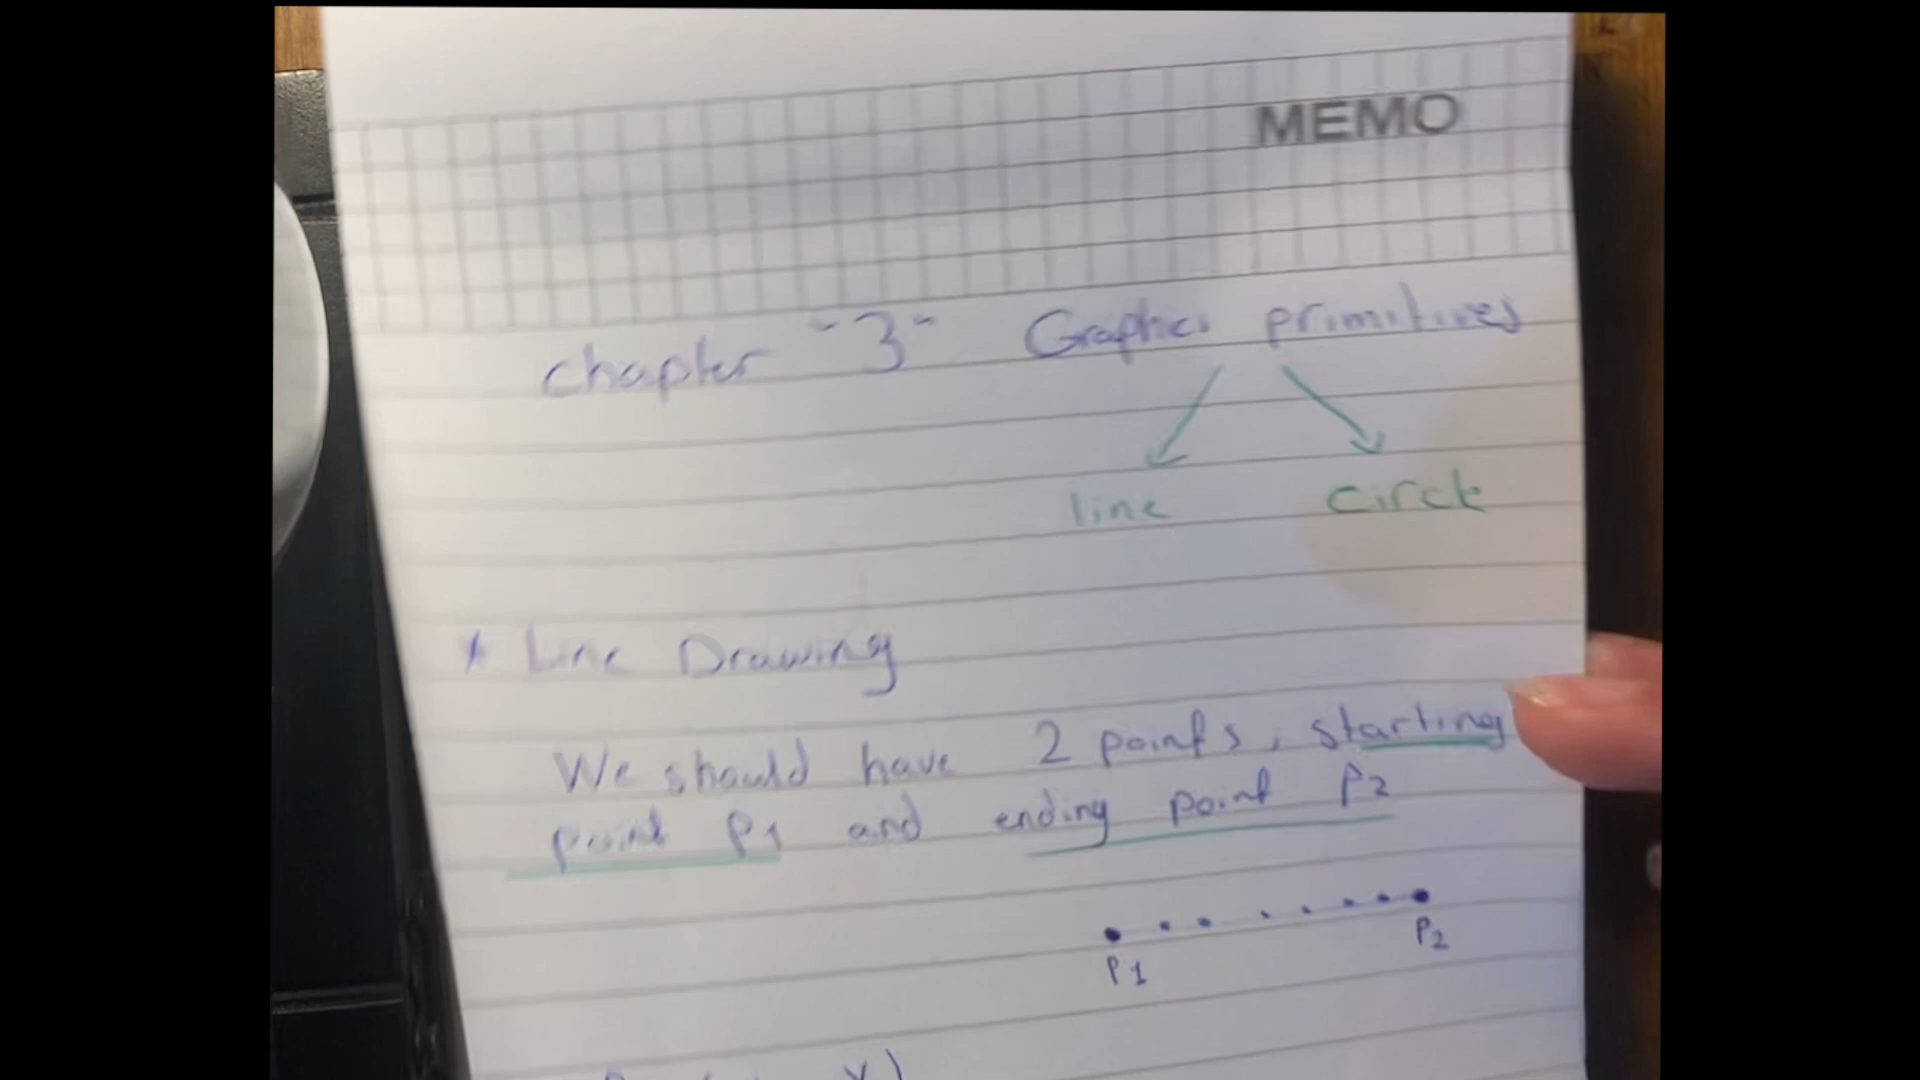 MEMO
chapter "3" Graphics primitives
line circle
* Line Drawing
We should have 2 points, starting
point P1 and ending point P2
P1 P2